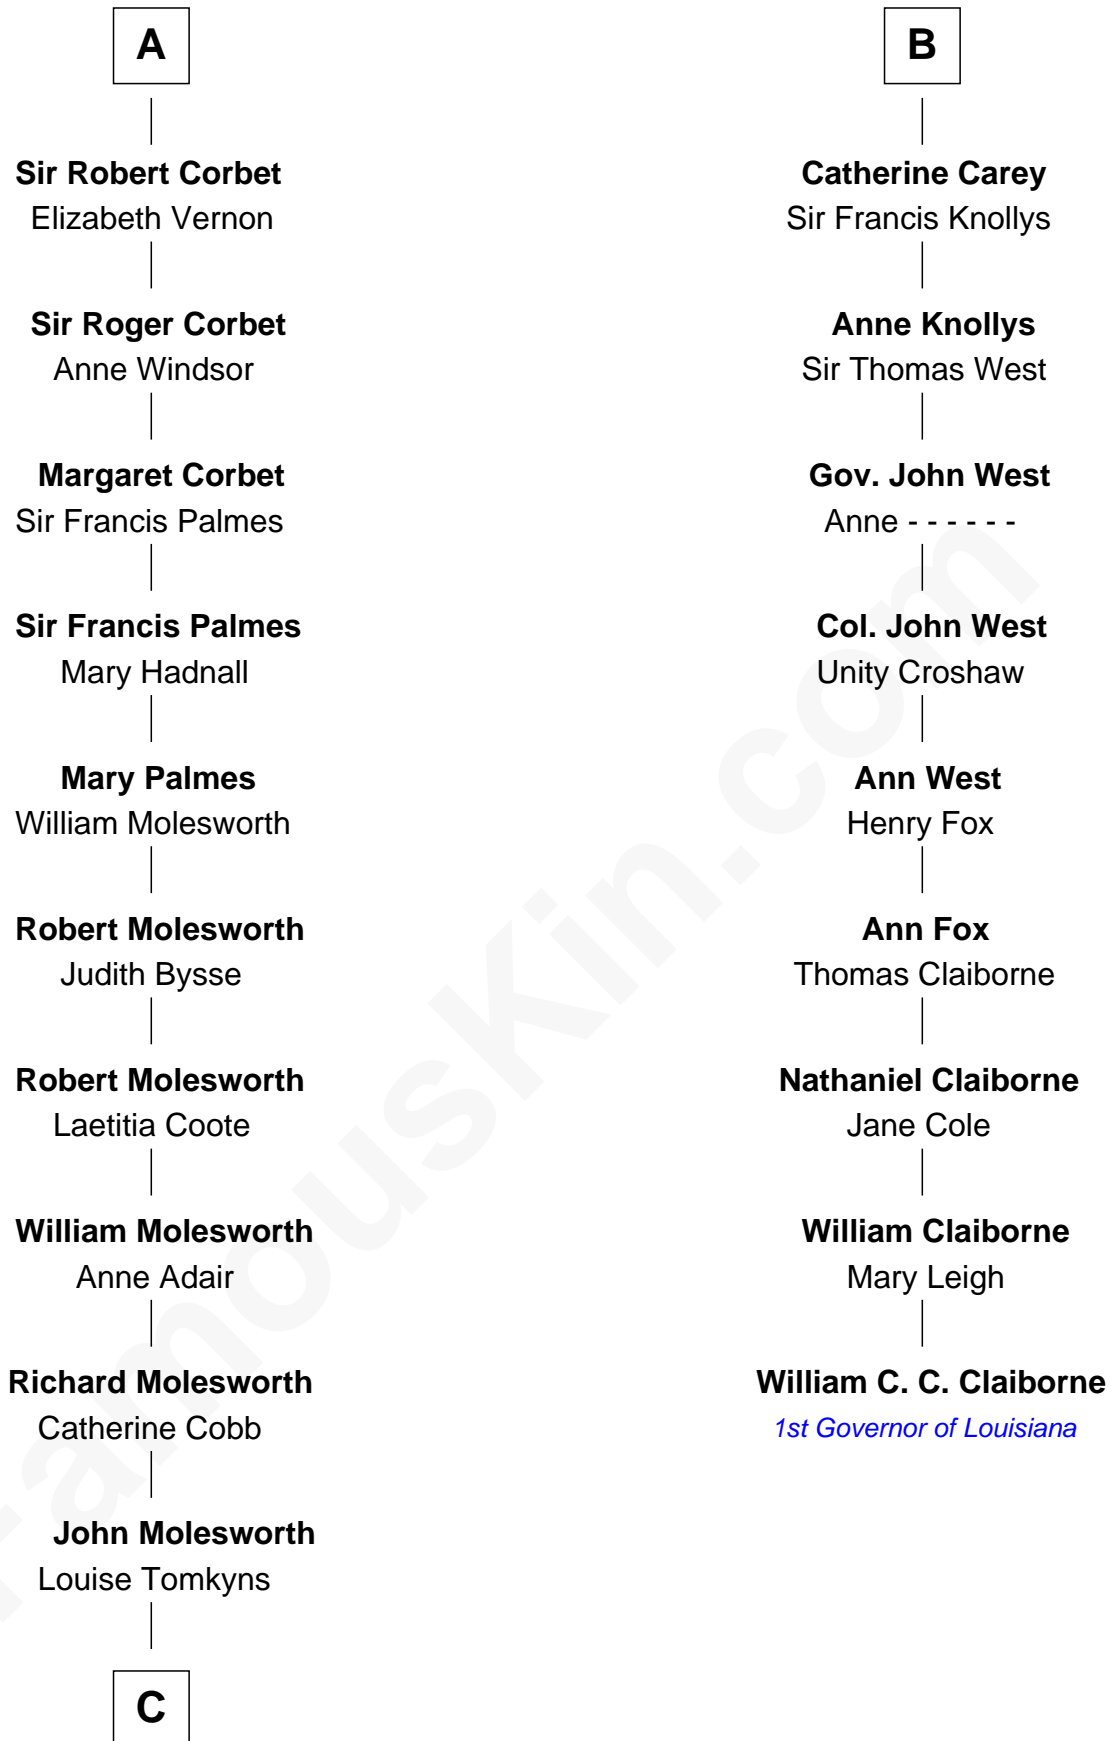 A
Sir Robert Corbet
Elizabeth Vernon
Sir Roger Corbet
Anne Windsor
Margaret Corbet
Sir Francis Palmes
Sir Francis Palmes
Mary Hadnall
Mary Palmes
William Molesworth
Robert Molesworth
Judith Bysse
Robert Molesworth
Laetitia Coote
William Molesworth
Anne Adair
Richard Molesworth
Catherine Cobb
John Molesworth
Louise Tomkyns
C
B
Catherine Carey
Sir Francis Knollys
Anne Knollys
Sir Thomas West
Gov. John West
Anne - - - - - -
Col. John West
Unity Croshaw
Ann West
Henry Fox
Ann Fox
Thomas Claiborne
Nathaniel Claiborne
Jane Cole
William Claiborne
Mary Leigh
William C. C. Claiborne
1st Governor of Louisiana
FamousKin.com